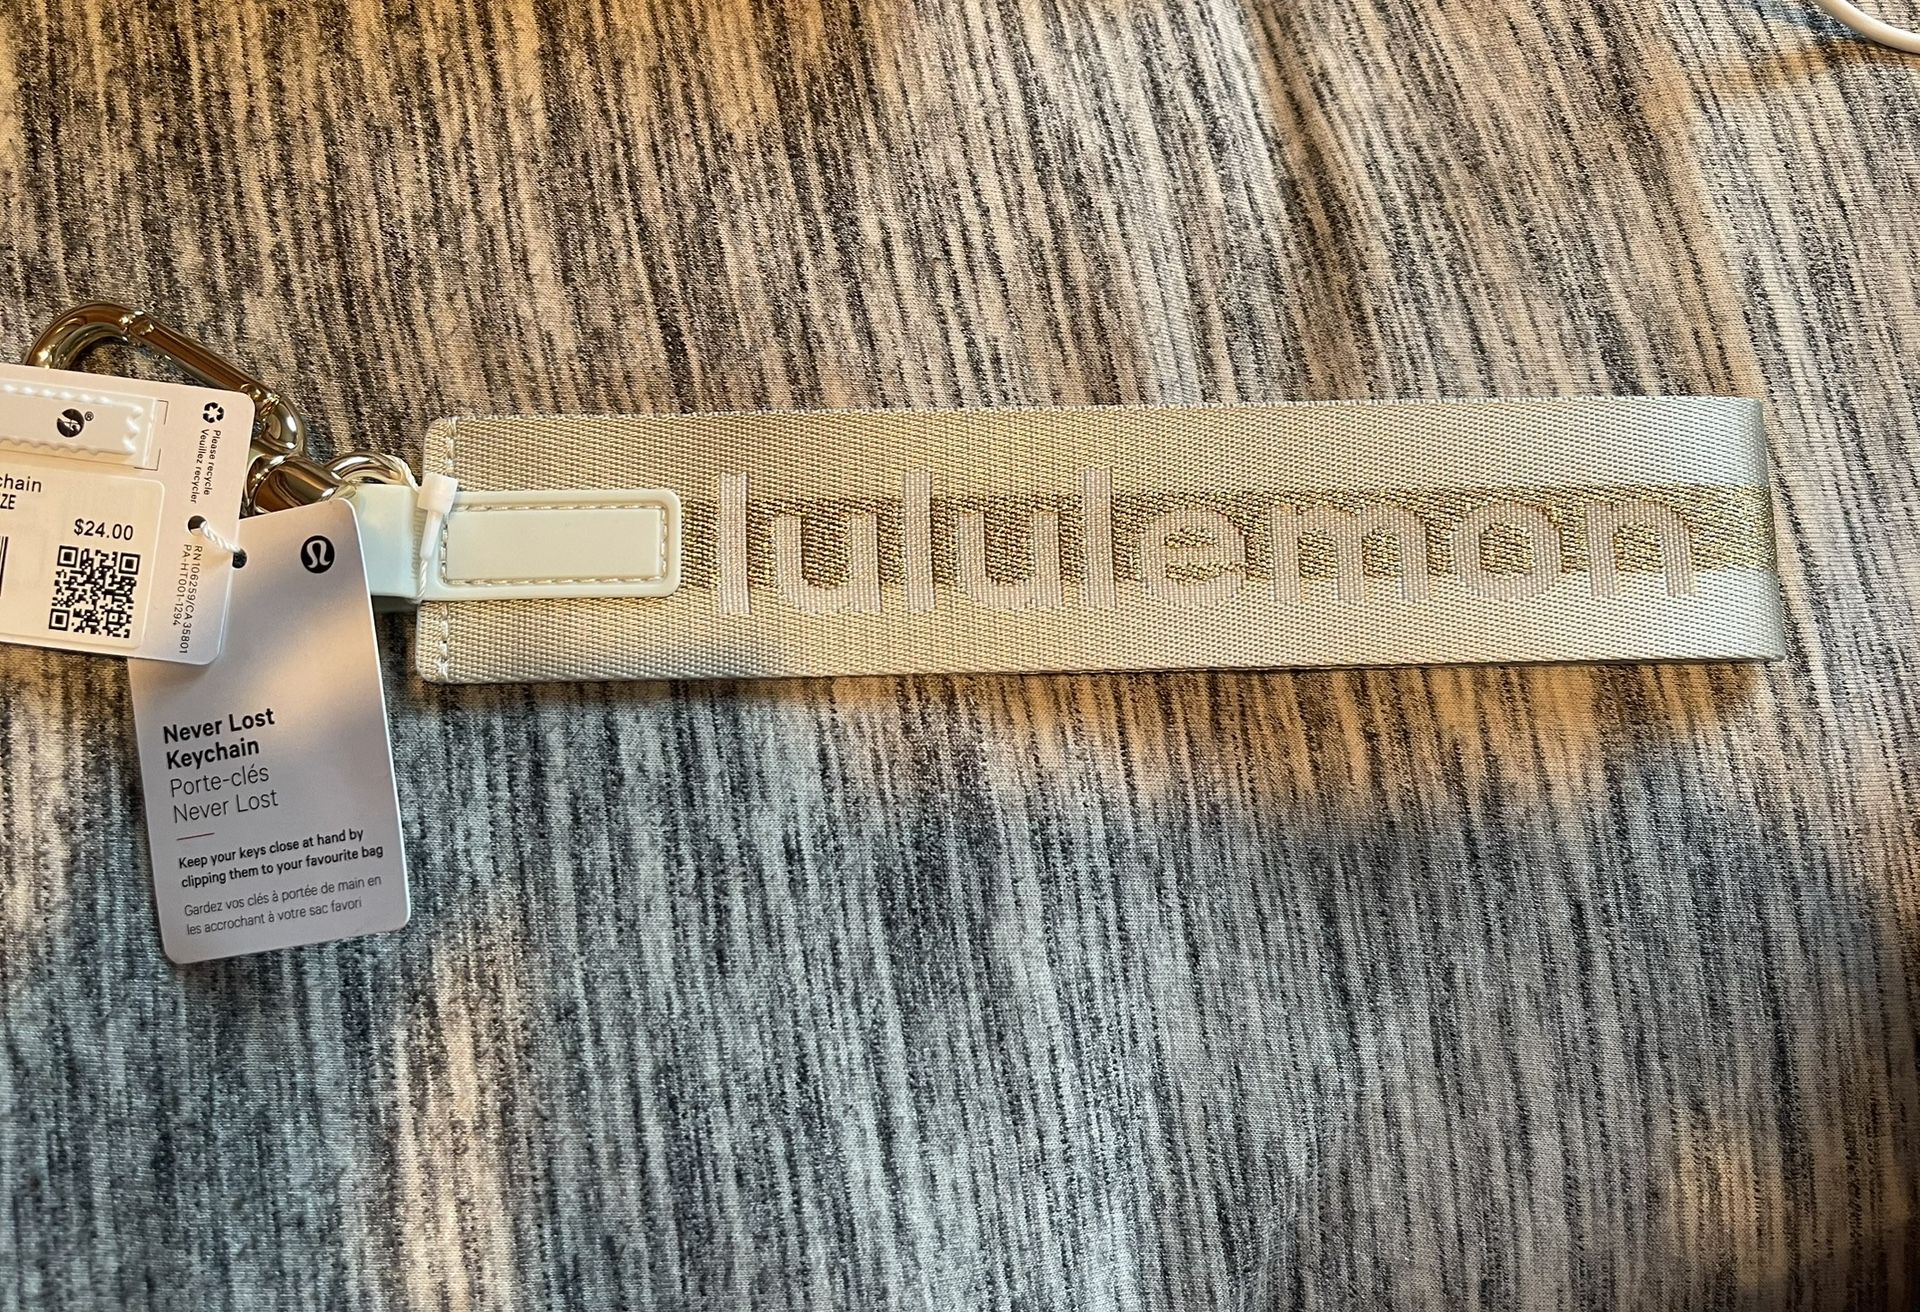 ®
chain
ZE
$24.00
Please recycle
Veuillez recycler
RN106259/CA35801
PA-HT001-1294
lululemon
Never Lost
Keychain
Porte-clés
Never Lost
Keep your keys close at hand by
clipping them to your favourite bag
Gardez vos clés à portée de main en
les accrochant à votre sac favori